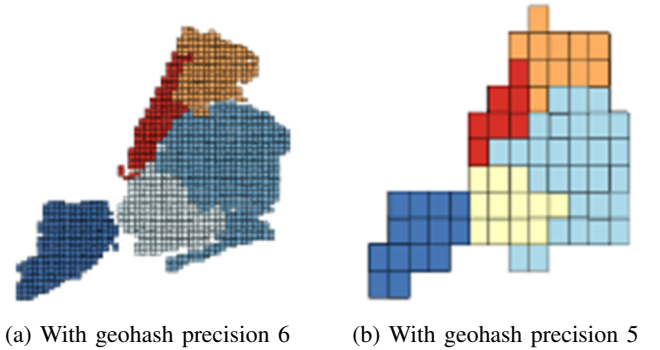 (a) With geohash precision 6
(b) With geohash precision 5